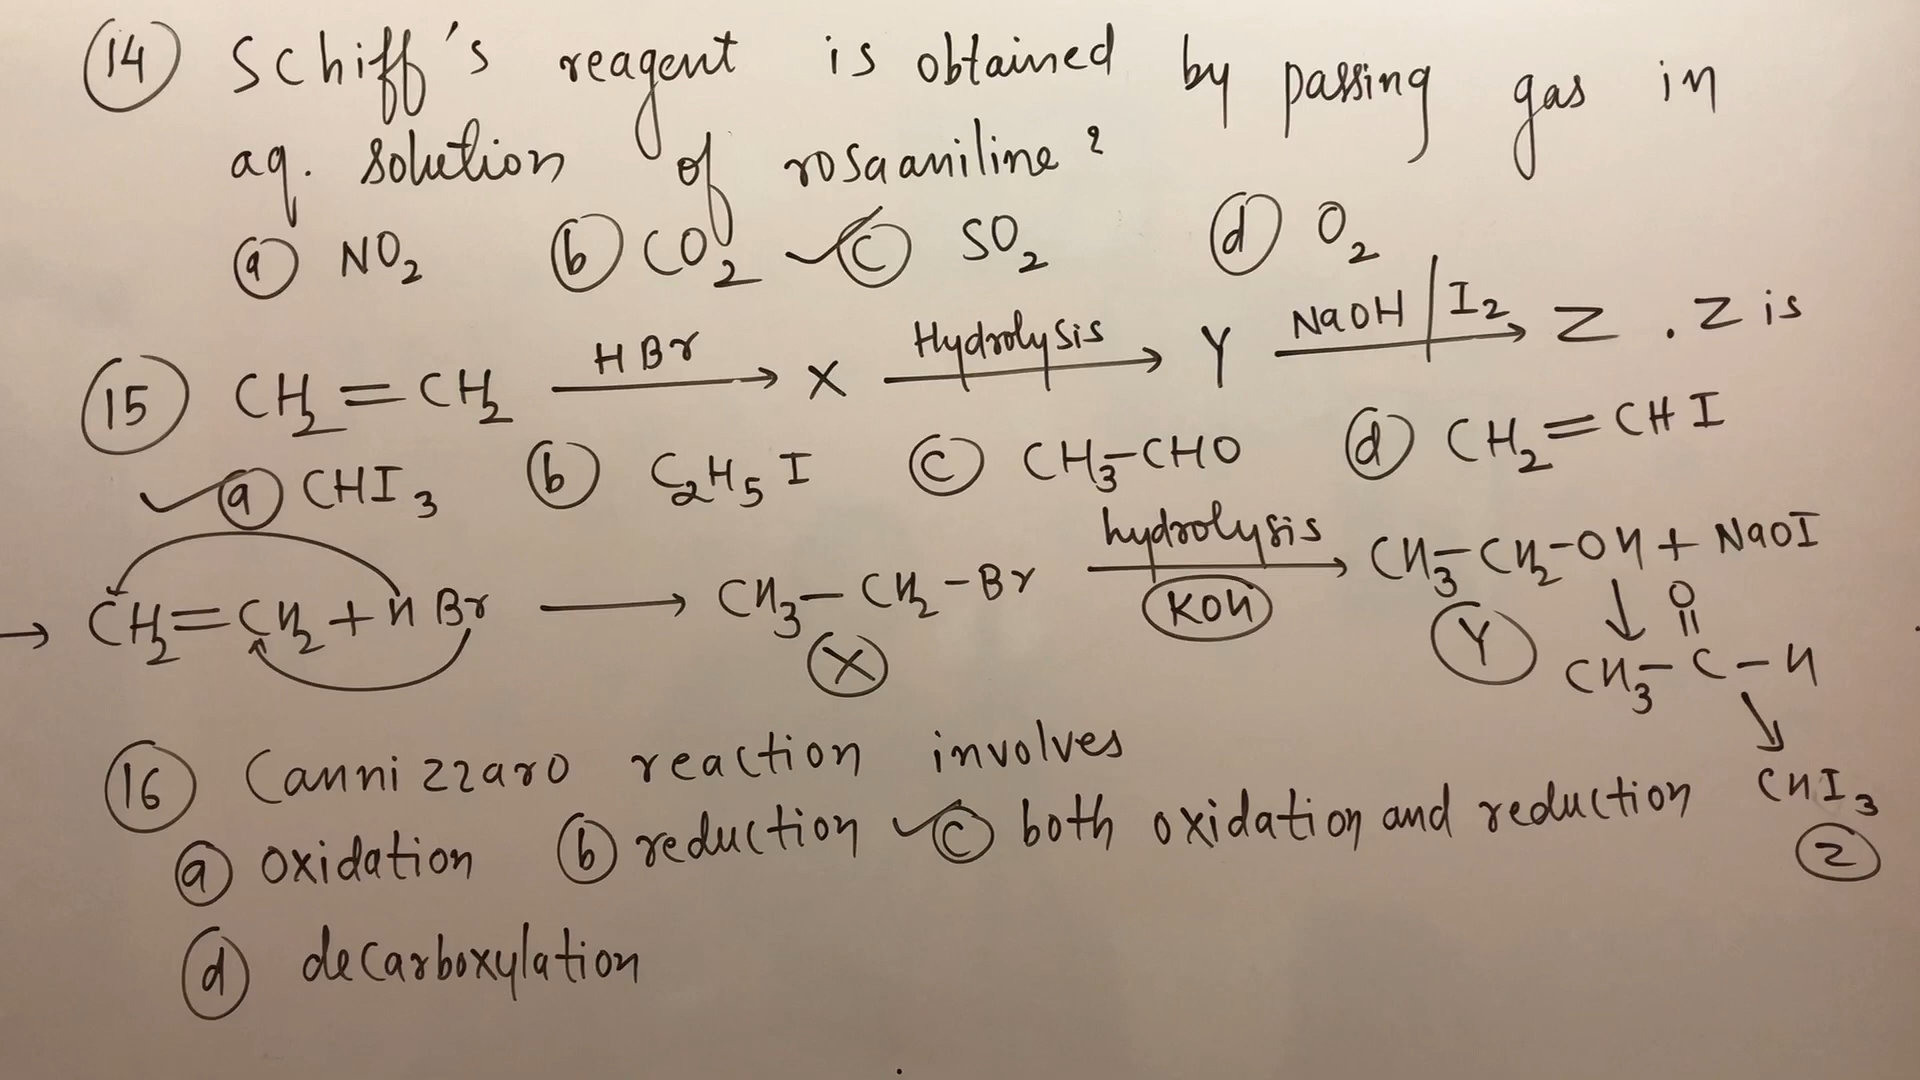 (14) Schiff's reagent is obtained by passing gas in
aq. solution of rosaaniline?
(a) NO2 (b) CO2 ✓(c) SO2 (d) O2
(15) CH2=CH2 HBr → X Hydrolysis → Y NaOH/I2 → Z . Z is
✓(a) CHI3 (b) C2H5I (c) CH3-CHO (d) CH2=CHI
→ CH2=CH2 + HBr → CH3-CH2-Br hydrolysis KOH → CH3-CH2-OH + NaOI
(X) (Y) ↓ O
CH3-C-H
↓
(16) Cannizzaro reaction involves
CHI3
(a) oxidation (b) reduction ✓(c) both oxidation and reduction
(Z)
(d) decarboxylation